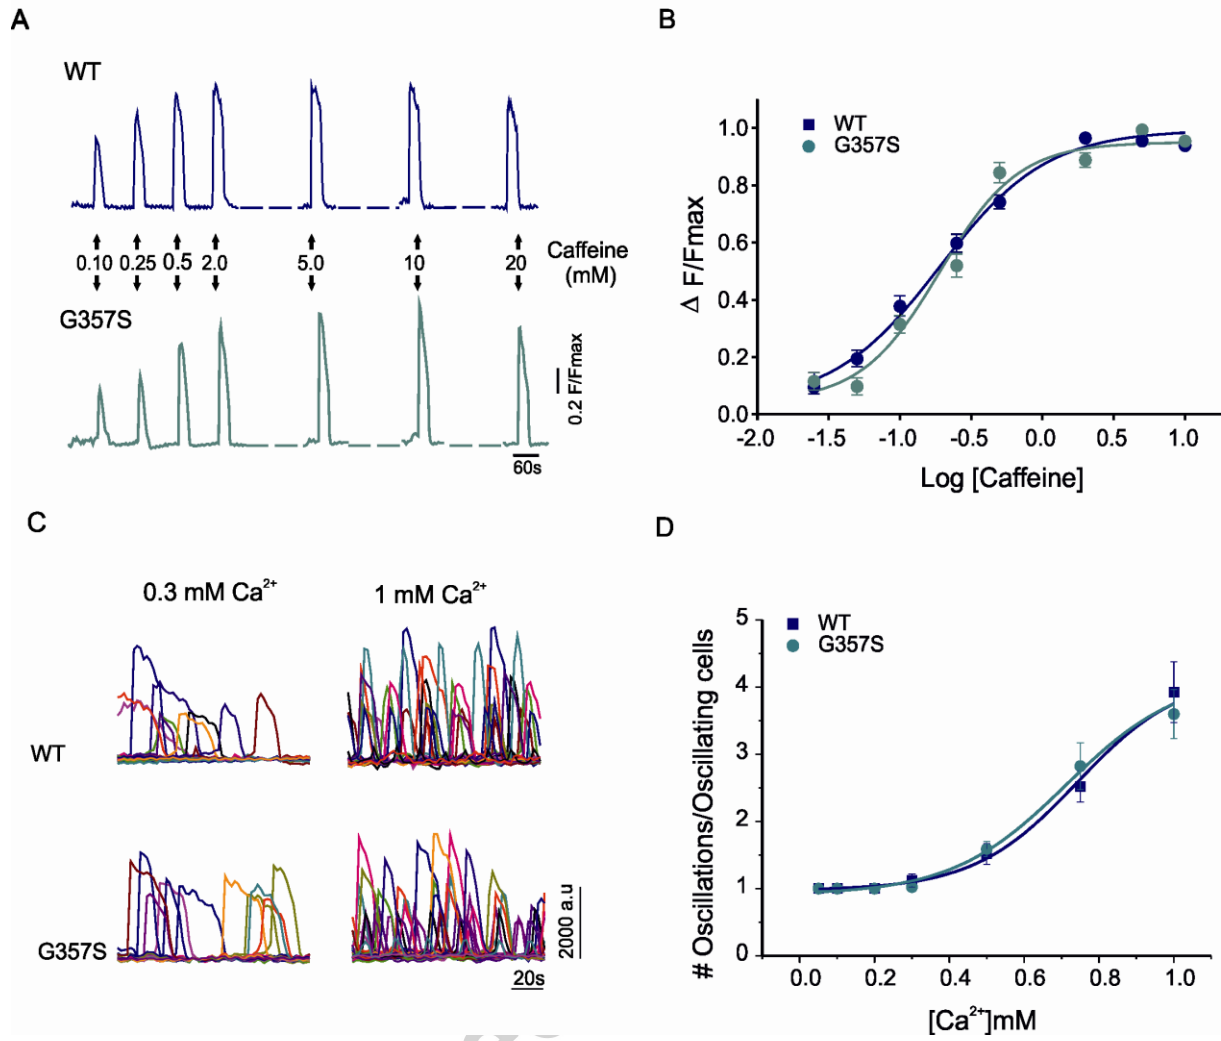 A
WT
0.10 0.25 0.5 2.0 5.0 10 20 Caffeine
(mM)
G357S
0.2 F/Fmax
60s
B
WT
G357S
1.0
0.8
0.6
0.4
0.2
0.0
Δ F/Fmax
-2.0 -1.5 -1.0 -0.5 0.0 0.5 1.0
Log [Caffeine]
C
0.3 mM Ca²⁺ 1 mM Ca²⁺
WT
G357S
2000 a.u
20s
D
WT
G357S
5
4
3
2
1
0
# Oscillations/Oscillating cells
0.0 0.2 0.4 0.6 0.8 1.0
[Ca²⁺]mM